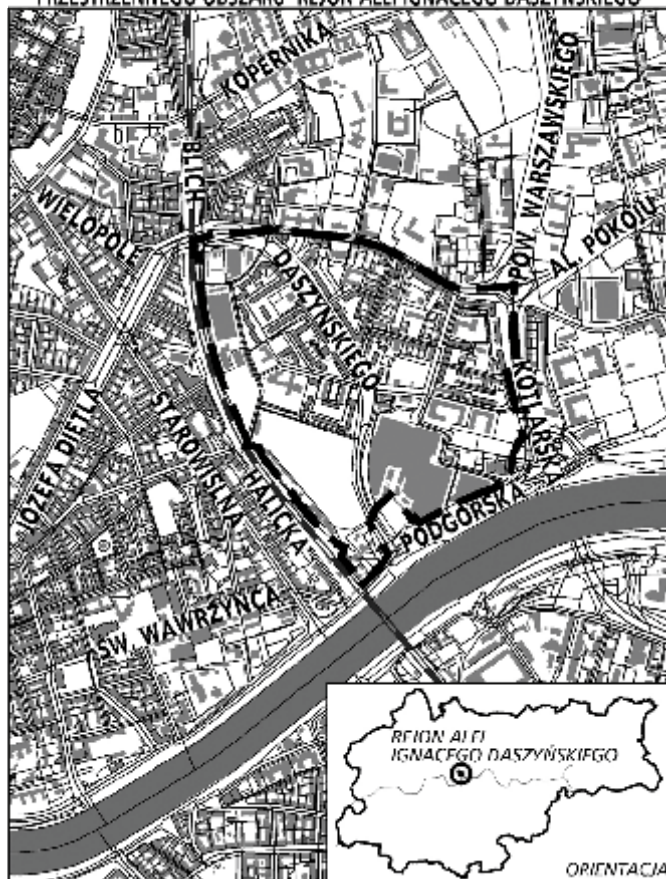 PRZESTRZENNEGO OBSZARU "REJON ALEI IGNACEGO DASZYŃSKIEGO"
KOPERNIKA
BLICH
WIELOPOLE
POW. WARSZAWSKIEGO
AL. POKOJU
DASZYŃSKIEGO
KOTLARSKA
JÓZEFA DIETLA
STAROWIŚLNA
HALICKA
PODGÓRSKA
ŚW. WAWRZYŃCA
REJON ALEI
IGNACEGO DASZYŃSKIEGO
ORIENTACJA